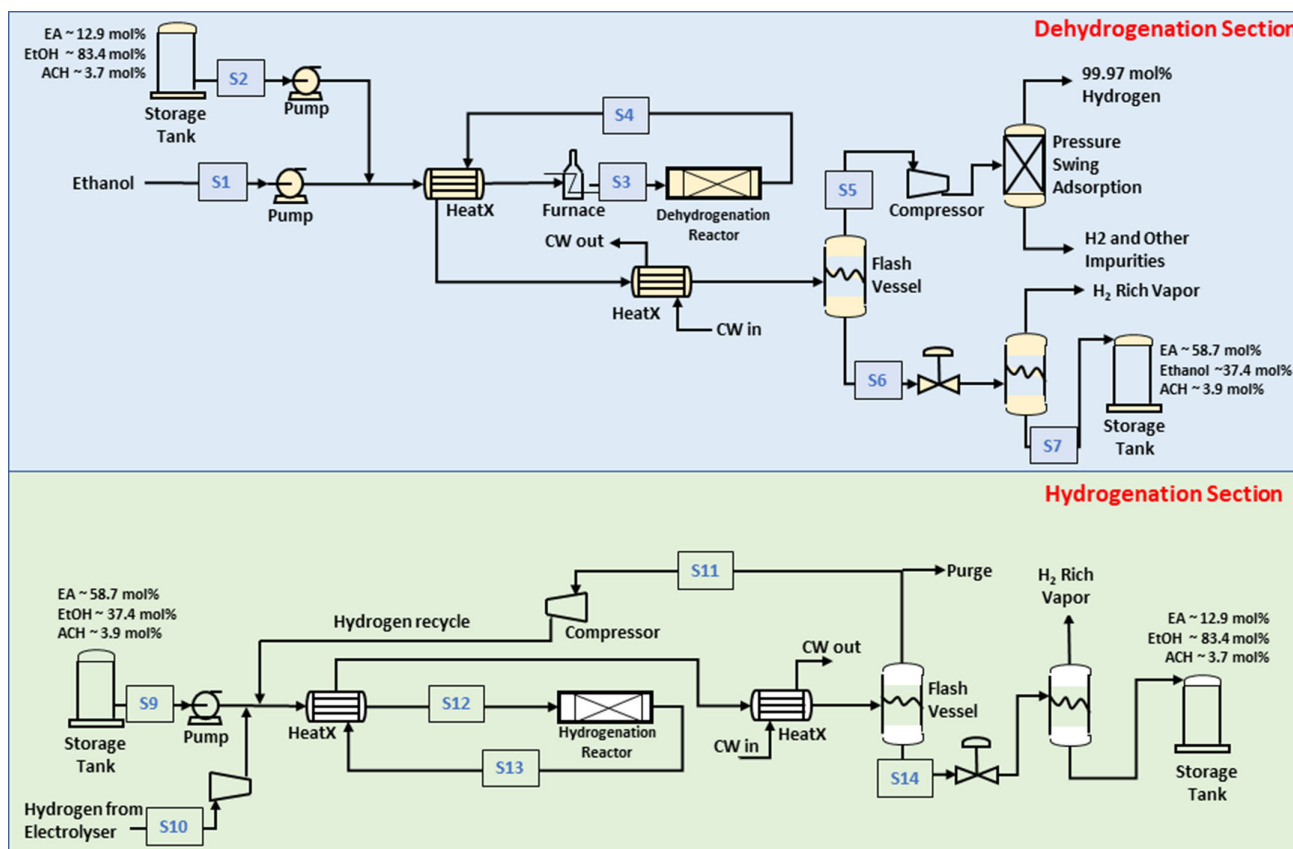 Dehydrogenation Section
EA ~ 12.9 mol%
EtOH ~ 83.4 mol%
ACH ~ 3.7 mol%
Storage
Tank
S2
Pump
Ethanol
S1
Pump
HeatX
S4
Furnace
S3
Dehydrogenation
Reactor
CW out
HeatX
CW in
S5
Compressor
Flash
Vessel
99.97 mol%
Hydrogen
Pressure
Swing
Adsorption
H2 and Other
Impurities
H₂ Rich Vapor
S6
S7
EA ~ 58.7 mol%
Ethanol ~37.4 mol%
ACH ~ 3.9 mol%
Storage
Tank
Hydrogenation Section
EA ~ 58.7 mol%
EtOH ~ 37.4 mol%
ACH ~ 3.9 mol%
Storage
Tank
S9
Pump
Hydrogen from
Electrolyser
S10
Hydrogen recycle
Compressor
S11
Purge
HeatX
S12
Hydrogenation
Reactor
S13
CW out
CW in
HeatX
Flash
Vessel
S14
H₂ Rich
Vapor
EA ~ 12.9 mol%
EtOH ~ 83.4 mol%
ACH ~ 3.7 mol%
Storage
Tank